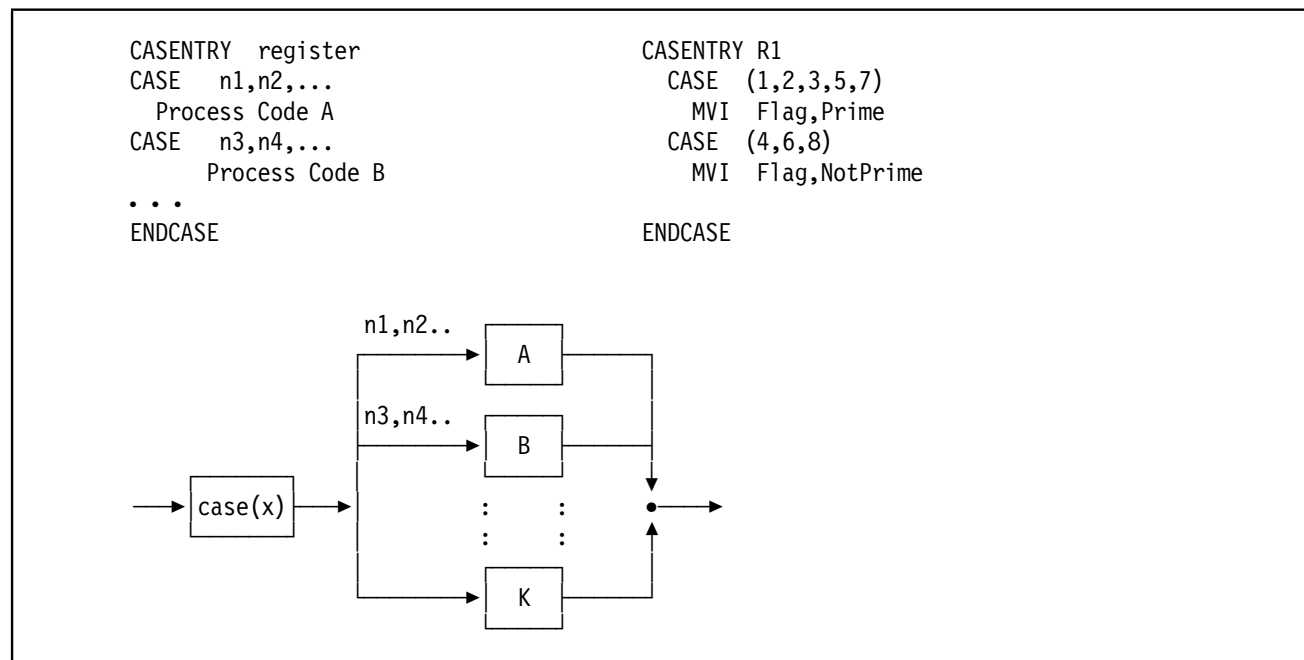 CASENTRY register CASENTRY R1
CASE n1,n2,... CASE (1,2,3,5,7)
Process Code A MVI Flag,Prime
CASE n3,n4,... CASE (4,6,8)
Process Code B MVI Flag,NotPrime
...
ENDCASE ENDCASE
n1,n2..
A
n3,n4..
B
case(x) : :
: :
K